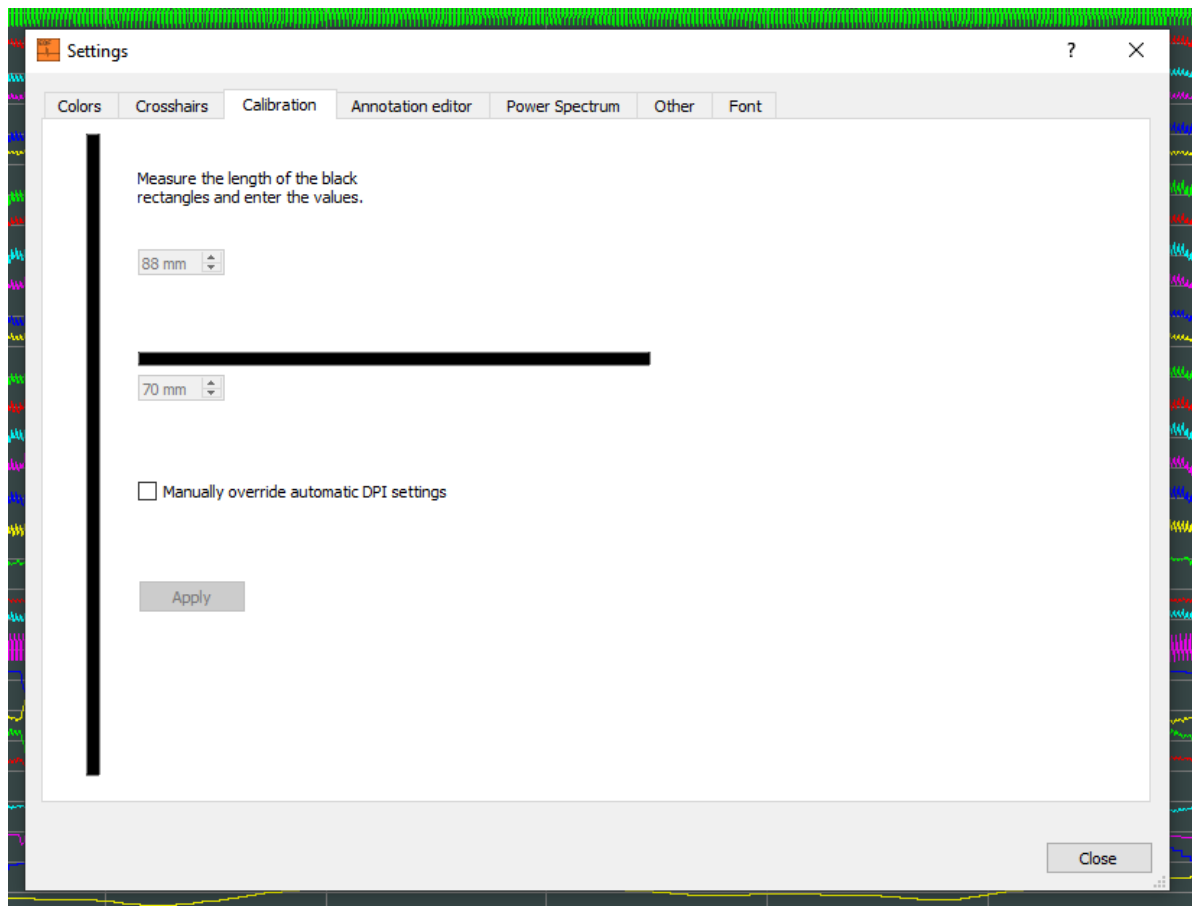 Settings
?
Colors Crosshairs Calibration Annotation editor Power Spectrum Other Font
Measure the length of the black
rectangles and enter the values.
88 mm
70 mm
Manually override automatic DPI settings
Apply
Close